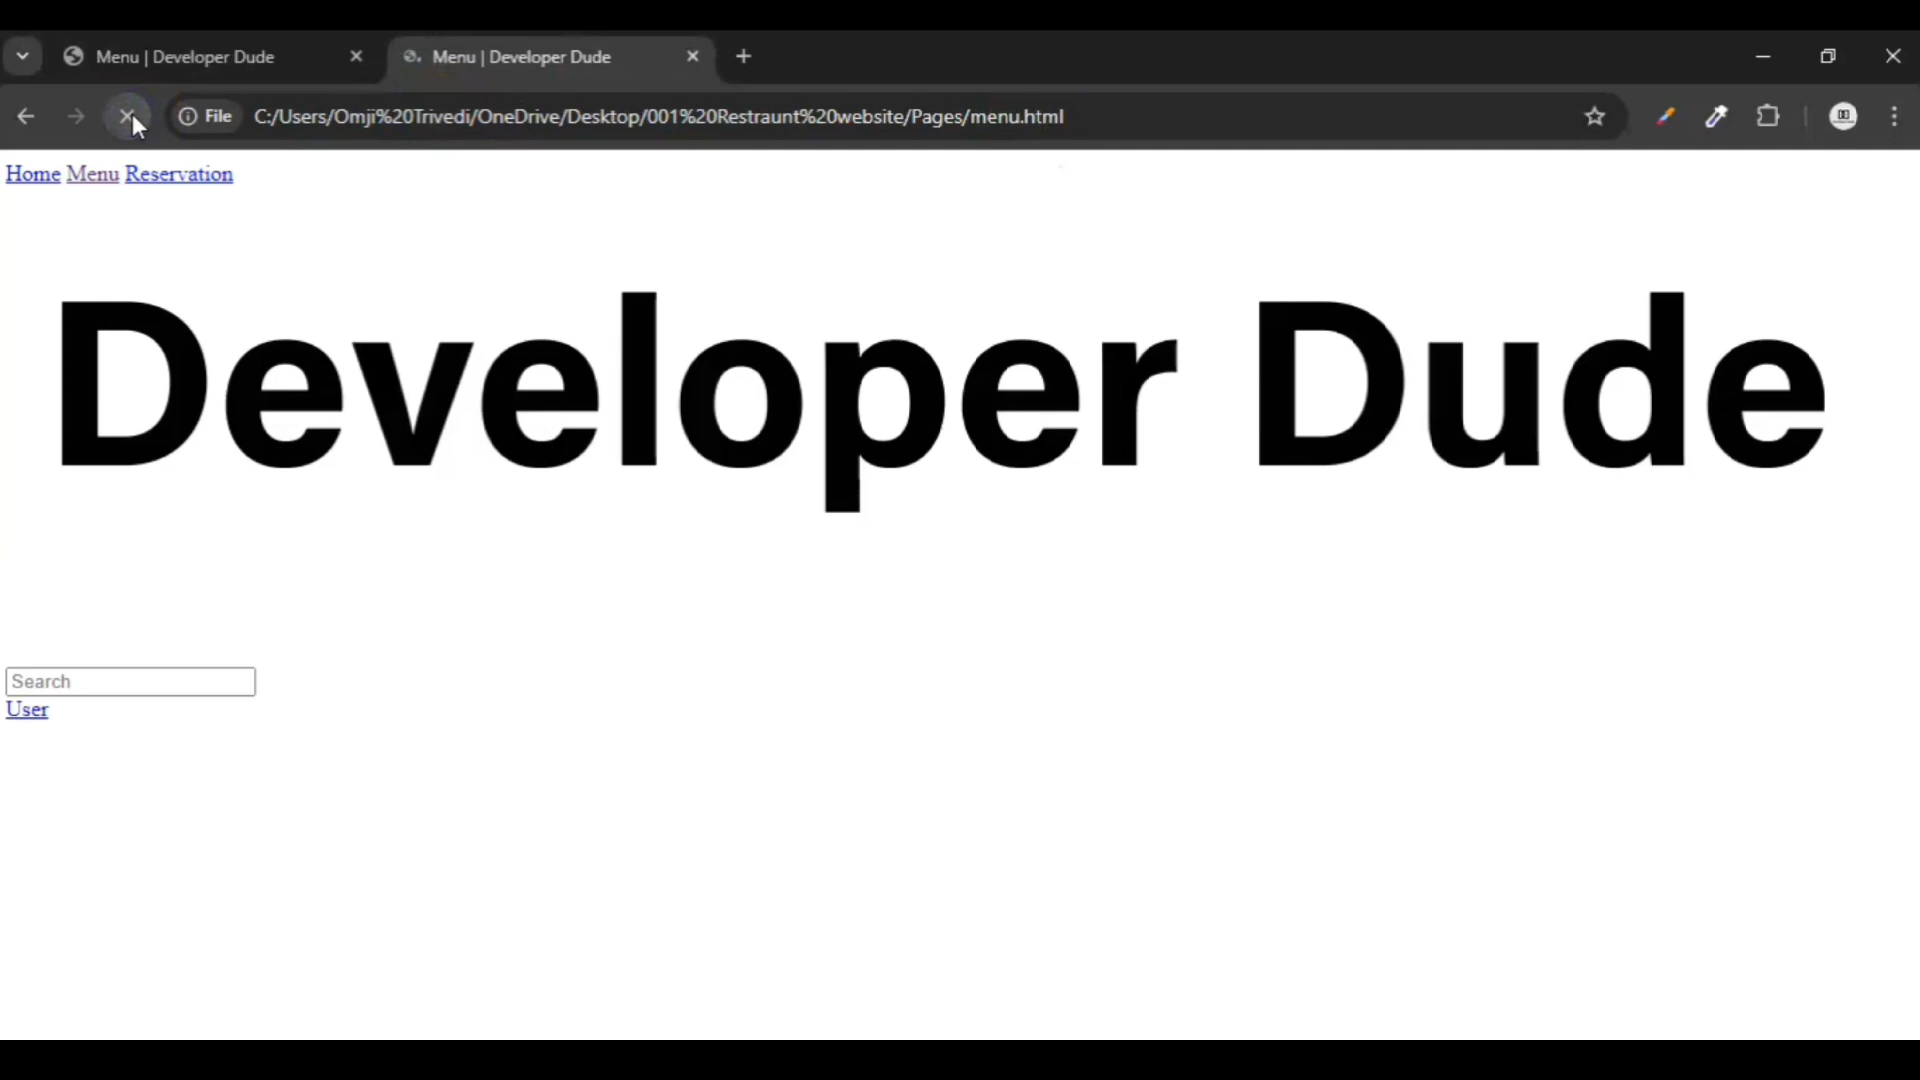 Menu | Developer Dude
Menu | Developer Dude
File C:/Users/Omji%20Trivedi/OneDrive/Desktop/001%20Restraunt%20website/Pages/menu.html
Home Menu Reservation
Developer Dude
Search
User